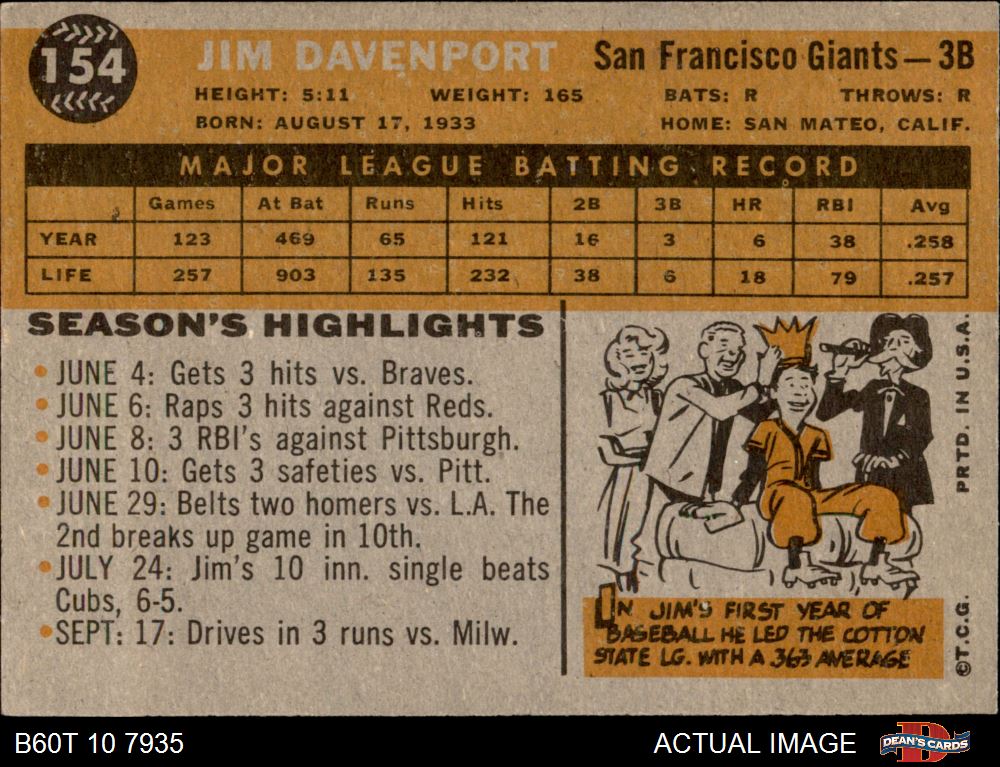 154
JIM DAVENPORT
San Francisco Giants — 3B
HEIGHT: 5:11 WEIGHT: 165 BATS: R THROWS: R
BORN: AUGUST 17, 1933 HOME: SAN MATEO, CALIF.
MAJOR LEAGUE BATTING RECORD
Games At Bat Runs Hits 2B 3B HR RBI Avg
YEAR 123 469 65 121 16 3 6 38 .258
LIFE 257 903 135 232 38 6 18 79 .257
SEASON'S HIGHLIGHTS
• JUNE 4: Gets 3 hits vs. Braves.
• JUNE 6: Raps 3 hits against Reds.
• JUNE 8: 3 RBI's against Pittsburgh.
• JUNE 10: Gets 3 safeties vs. Pitt.
• JUNE 29: Belts two homers vs. L.A. The
2nd breaks up game in 10th.
• JULY 24: Jim's 10 inn. single beats
Cubs, 6-5.
• SEPT: 17: Drives in 3 runs vs. Milw.
IN JIM'S FIRST YEAR OF
BASEBALL HE LED THE COTTON
STATE LG. WITH A .363 AVERAGE
©T.C.G. PRTD. IN U.S.A.
B60T 10 7935
ACTUAL IMAGE
D
DEAN'S CARDS